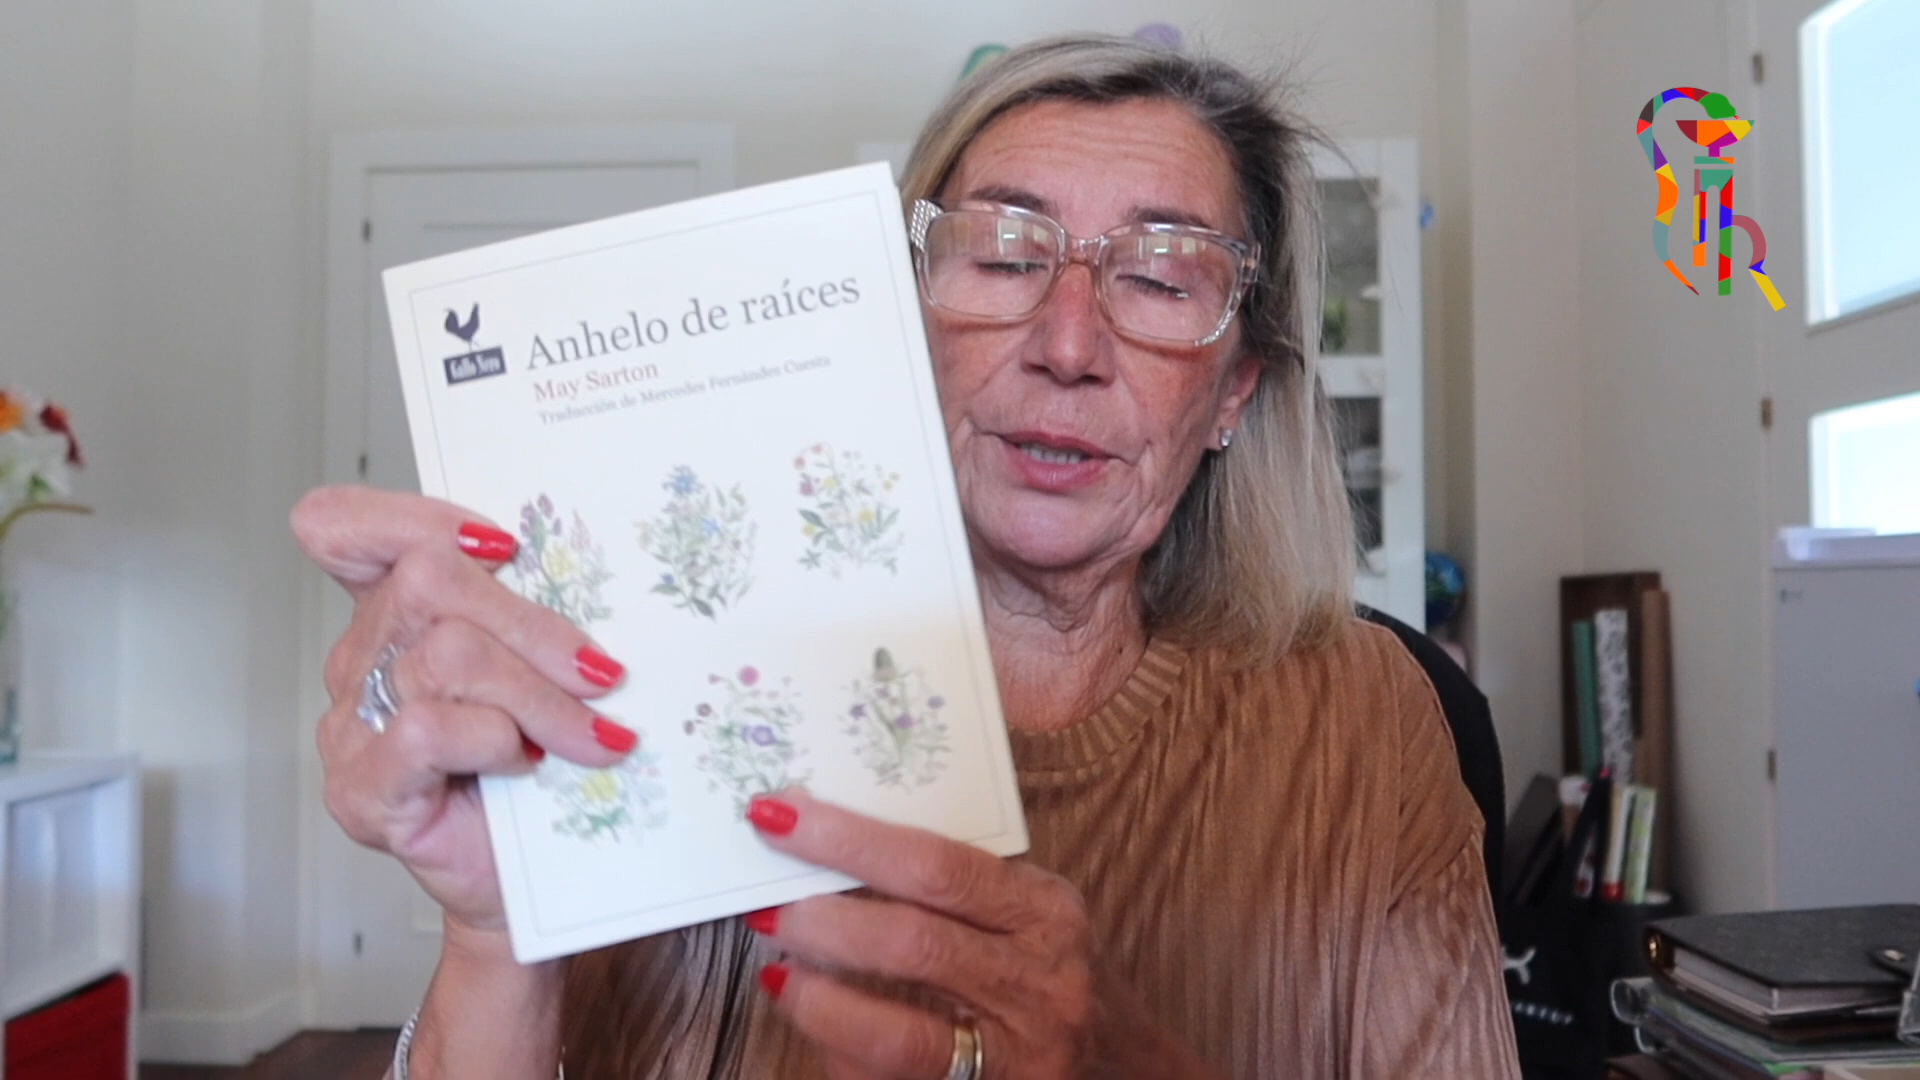 Anhelo de raíces
Gallo Nero
May Sarton
Traducción de Mercedes Fernández Cuesta